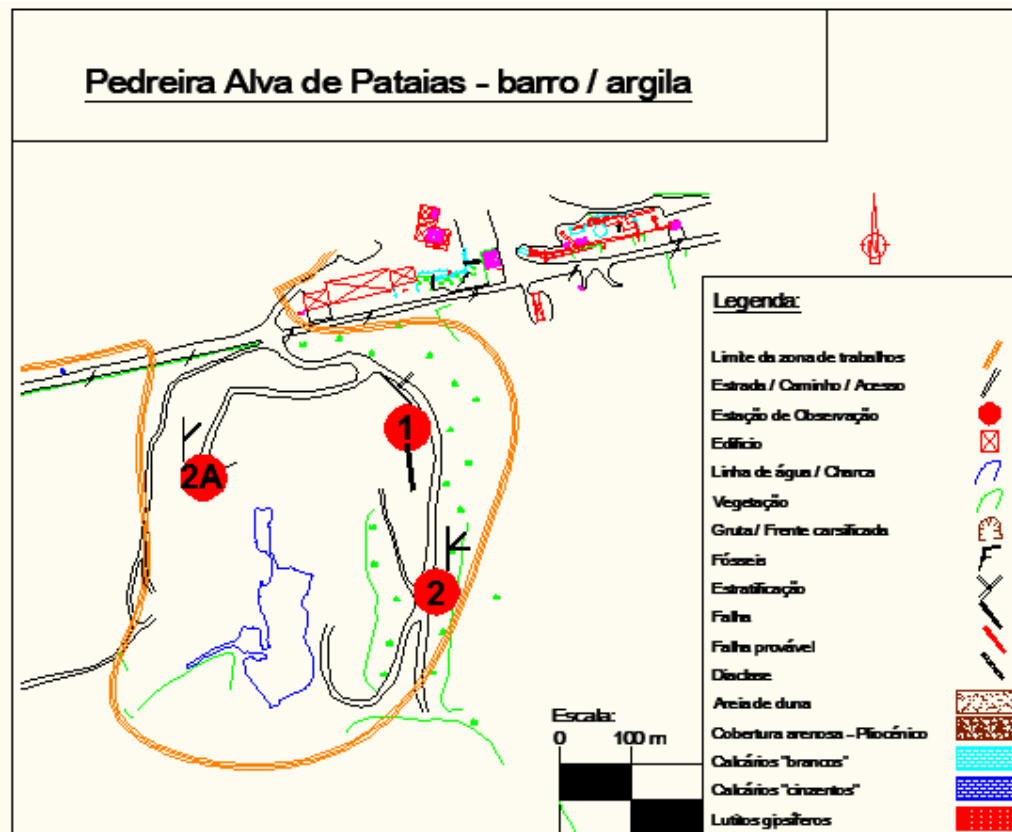 Pedreira Alva de Pataias - barro / argila
Legenda:
Limite da zona de trabalhos
Estrada / Caminho / Acesso
Estação de Observação
Edifício
Linha de água / Charca
Vegetação
Gruta / Frente carsificada
Fósseis
Estratificação
Falha
Falha provável
Diaclase
Areia de duna
Cobertura arenosa - Pliocénico
Calcários "brancos"
Calcários "cinzentos"
Lutitos gipsíferos
1
2A
2
Escala:
0 100 m